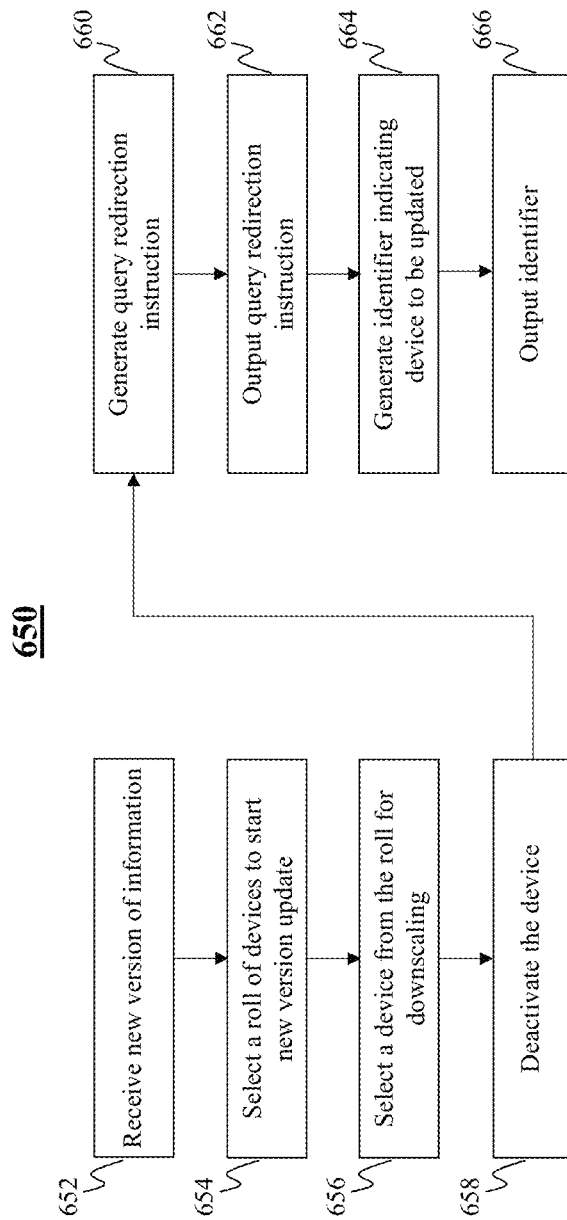 650
652
Receive new version of information
654
Select a roll of devices to start
new version update
656
Select a device from the roll for
downscaling
658
Deactivate the device
660
Generate query redirection
instruction
662
Output query redirection
instruction
664
Generate identifier indicating
device to be updated
666
Output identifier